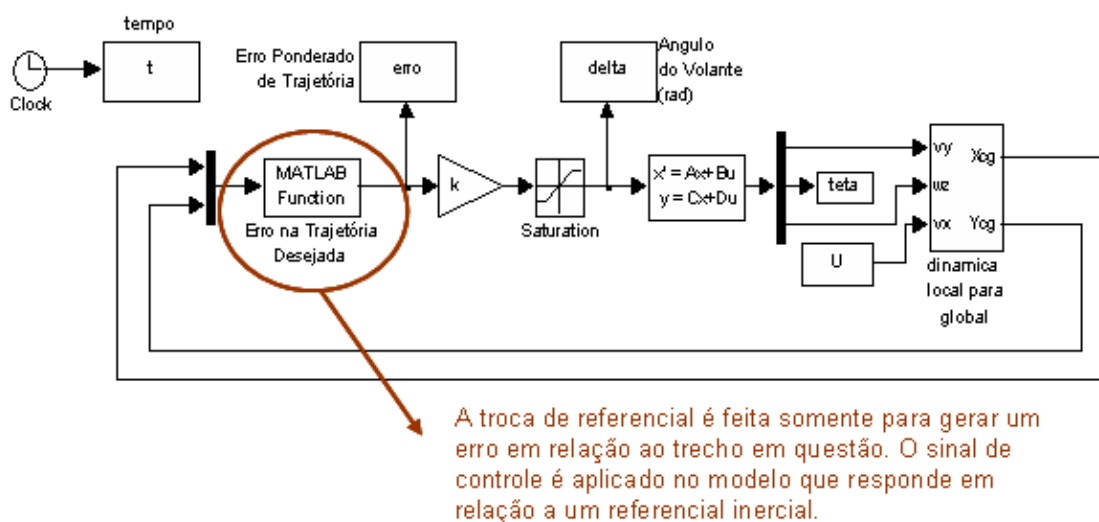 tempo
t
Clock
Erro Ponderado
de Trajetória
erro
delta
Angulo
do Volante
(rad)
MATLAB
Function
Erro na Trajetória
Desejada
k
Saturation
x' = Ax+Bu
y = Cx+Du
teta
U
vy
wz
vx
Xcg
Ycg
dinamica
local para
global
A troca de referencial é feita somente para gerar um
erro em relação ao trecho em questão. O sinal de
controle é aplicado no modelo que responde em
relação a um referencial inercial.